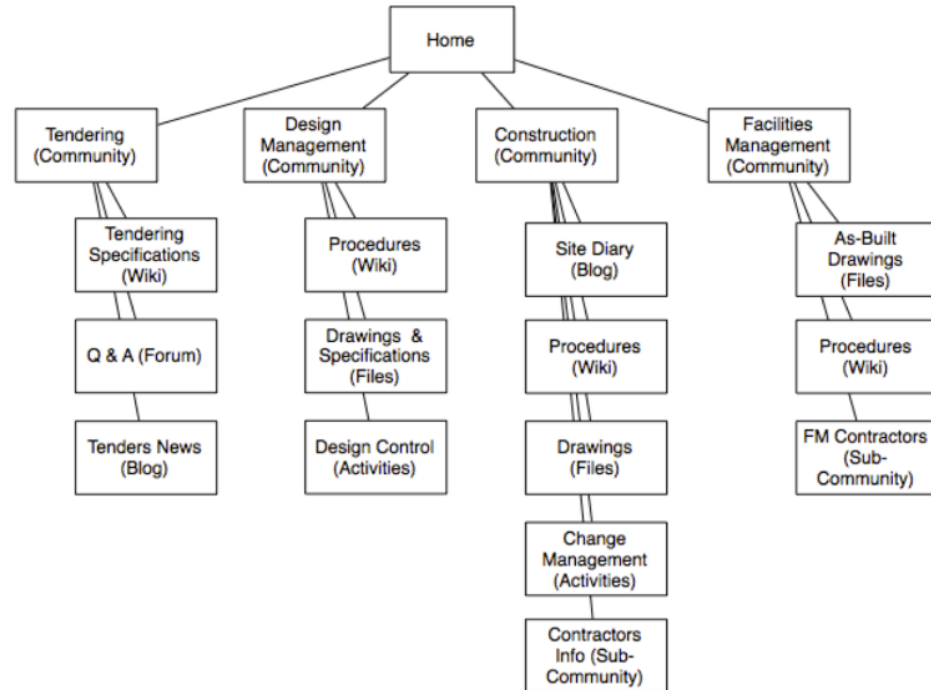 Home
Tendering
(Community)
Design
Management
(Community)
Construction
(Community)
Facilities
Management
(Community)
Tendering
Specifications
(Wiki)
Q & A (Forum)
Tenders News
(Blog)
Procedures
(Wiki)
Drawings &
Specifications
(Files)
Design Control
(Activities)
Site Diary
(Blog)
Procedures
(Wiki)
Drawings
(Files)
Change
Management
(Activities)
Contractors
Info (Sub-
Community)
As-Built
Drawings
(Files)
Procedures
(Wiki)
FM Contractors
(Sub-
Community)